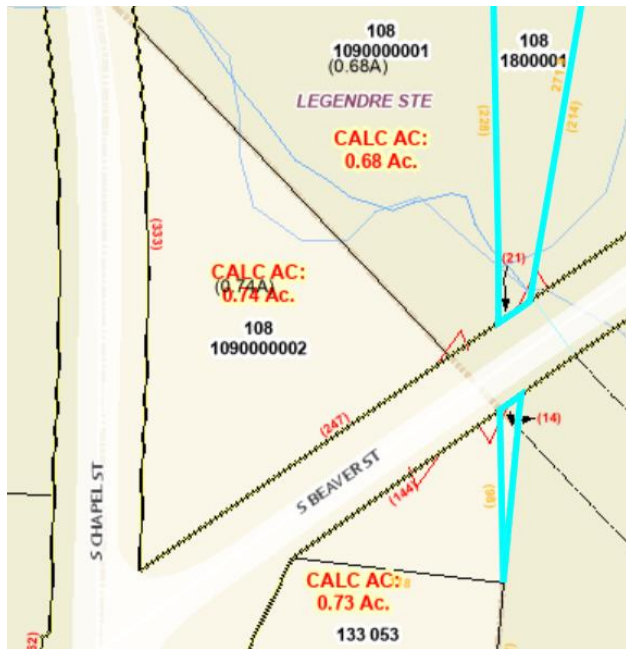 108
1090000001
(0.68A)
108
1800001
LEGENDRE STE
CALC AC:
0.68 Ac.
(228)
(214)
(333)
(21)
CALC AC:
(0.74A)
0.74 Ac.
108
1090000002
(247)
(14)
S BEAVER ST
(144)
(98)
S CHAPEL ST
CALC AC:
0.73 Ac.
133 053